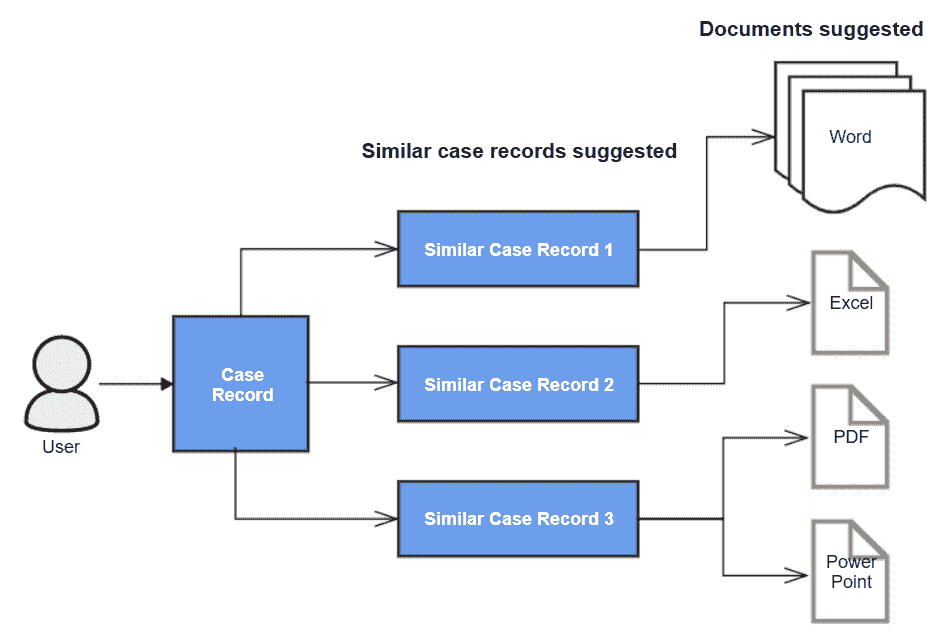 Documents suggested
Word
Similar case records suggested
Similar Case Record 1
Excel
Case
Record
Similar Case Record 2
User
PDF
Similar Case Record 3
Power
Point